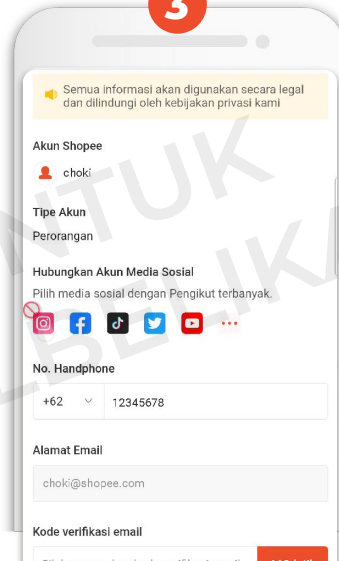 3
Semua informasi akan digunakan secara legal
dan dilindungi oleh kebijakan privasi kami
Akun Shopee
choki
Tipe Akun
Perorangan
Hubungkan Akun Media Sosial
Pilih media sosial dengan Pengikut terbanyak.
No. Handphone
+62 12345678
Alamat Email
choki@shopee.com
Kode verifikasi email